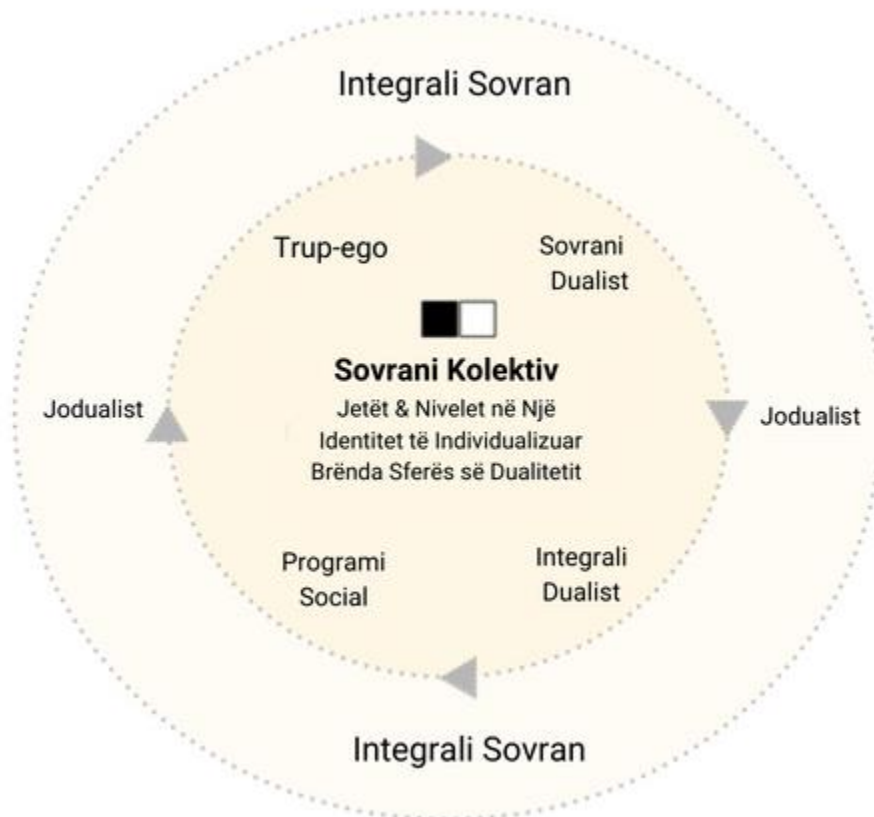 Integrali Sovran
Trup-ego
Sovrani
Dualist
Sovrani Kolektiv
Jetët & Nivelet në Një
Identitet të Individualizuar
Brënda Sferës së Dualitetit
Jodualist
Jodualist
Programi
Social
Integrali
Dualist
Integrali Sovran